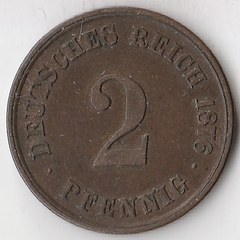 DEUTSCHES REICH 1876
2
· PFENNIG ·